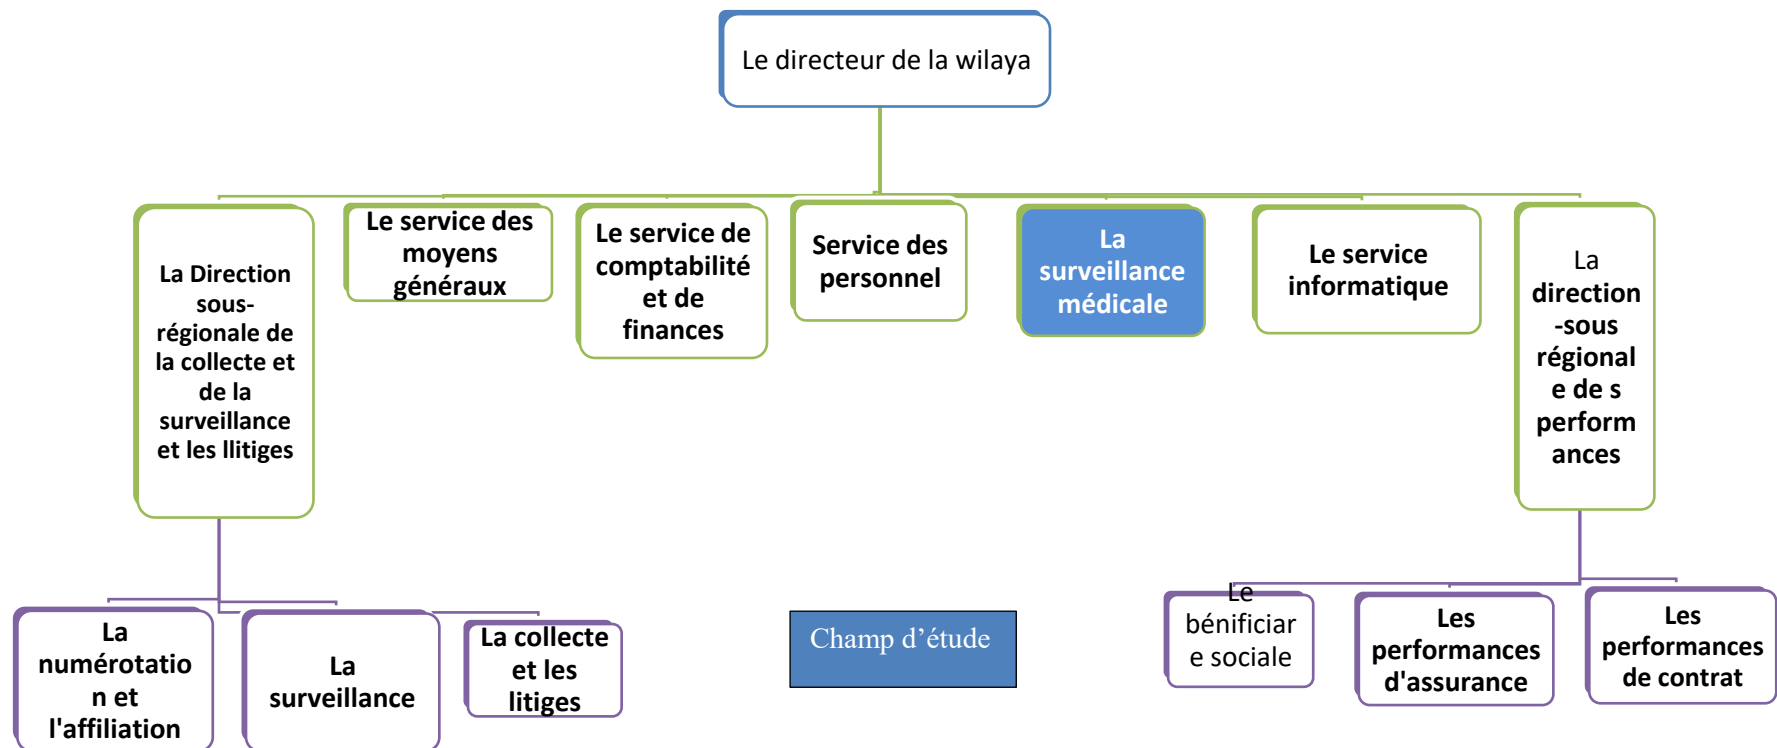 Le directeur de la wilaya
La Direction
sous-
régionale de
la collecte et
de la
surveillance
et les llitiges
Le service des
moyens
généraux
Le service de
comptabilité
et de
finances
Service des
personnel
La
surveillance
médicale
Le service
informatique
La
direction
-sous
régional
e de s
perform
ances
La
numérotatio
n et
l'affiliation
La
surveillance
La collecte
et les
litiges
Champ d’étude
Le
bénificiar
e sociale
Les
performances
d'assurance
Les
performances
de contrat